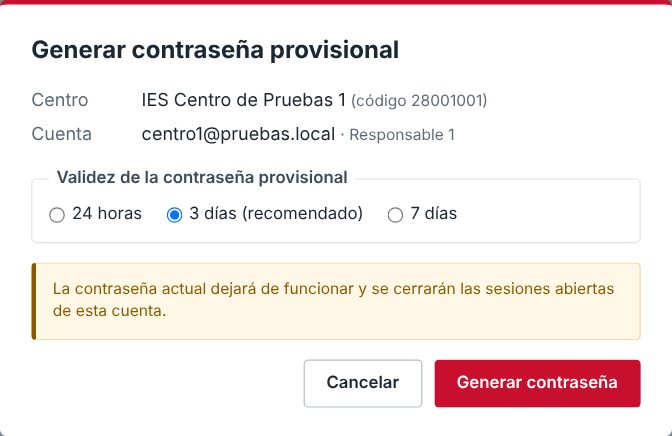 Generar contraseña provisional
Centro IES Centro de Pruebas 1 (código 28001001)
Cuenta centro1@pruebas.local · Responsable 1
Validez de la contraseña provisional
24 horas 3 días (recomendado) 7 días
La contraseña actual dejará de funcionar y se cerrarán las sesiones abiertas
de esta cuenta.
Cancelar Generar contraseña